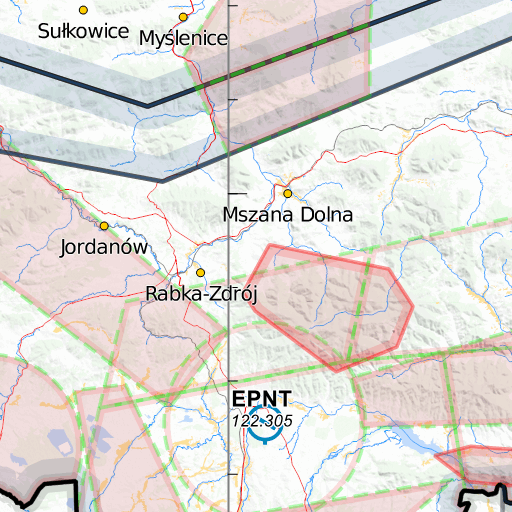 Sułkowice
Myślenice
Mszana Dolna
Jordanów
Rabka-Zdrój
EPNT
122.305